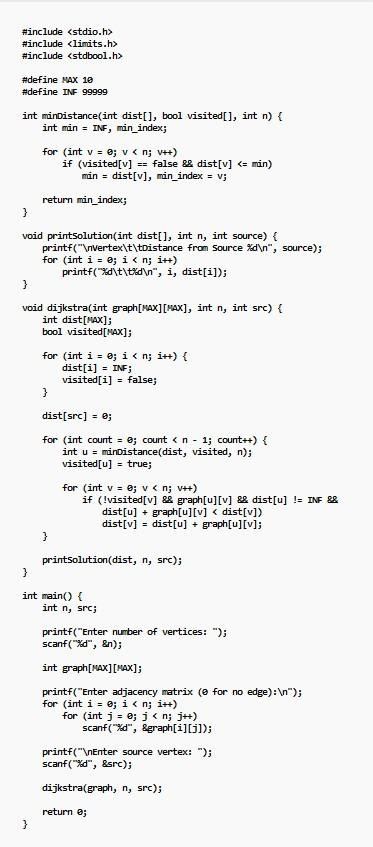 #include <stdio.h>
#include <limits.h>
#include <stdbool.h>

#define MAX 10
#define INF 99999

int minDistance(int dist[], bool visited[], int n) {
    int min = INF, min_index;

    for (int v = 0; v < n; v++)
        if (visited[v] == false && dist[v] <= min)
            min = dist[v], min_index = v;

    return min_index;
}

void printSolution(int dist[], int n, int source) {
    printf("\nVertex\t\tDistance from Source %d\n", source);
    for (int i = 0; i < n; i++)
        printf("%d\t\t%d\n", i, dist[i]);
}

void dijkstra(int graph[MAX][MAX], int n, int src) {
    int dist[MAX];
    bool visited[MAX];

    for (int i = 0; i < n; i++) {
        dist[i] = INF;
        visited[i] = false;
    }

    dist[src] = 0;

    for (int count = 0; count < n - 1; count++) {
        int u = minDistance(dist, visited, n);
        visited[u] = true;

        for (int v = 0; v < n; v++)
            if (!visited[v] && graph[u][v] && dist[u] != INF &&
                dist[u] + graph[u][v] < dist[v])
                dist[v] = dist[u] + graph[u][v];
    }

    printSolution(dist, n, src);
}

int main() {
    int n, src;

    printf("Enter number of vertices: ");
    scanf("%d", &n);

    int graph[MAX][MAX];

    printf("Enter adjacency matrix (0 for no edge):\n");
    for (int i = 0; i < n; i++)
        for (int j = 0; j < n; j++)
            scanf("%d", &graph[i][j]);

    printf("\nEnter source vertex: ");
    scanf("%d", &src);

    dijkstra(graph, n, src);

    return 0;
}